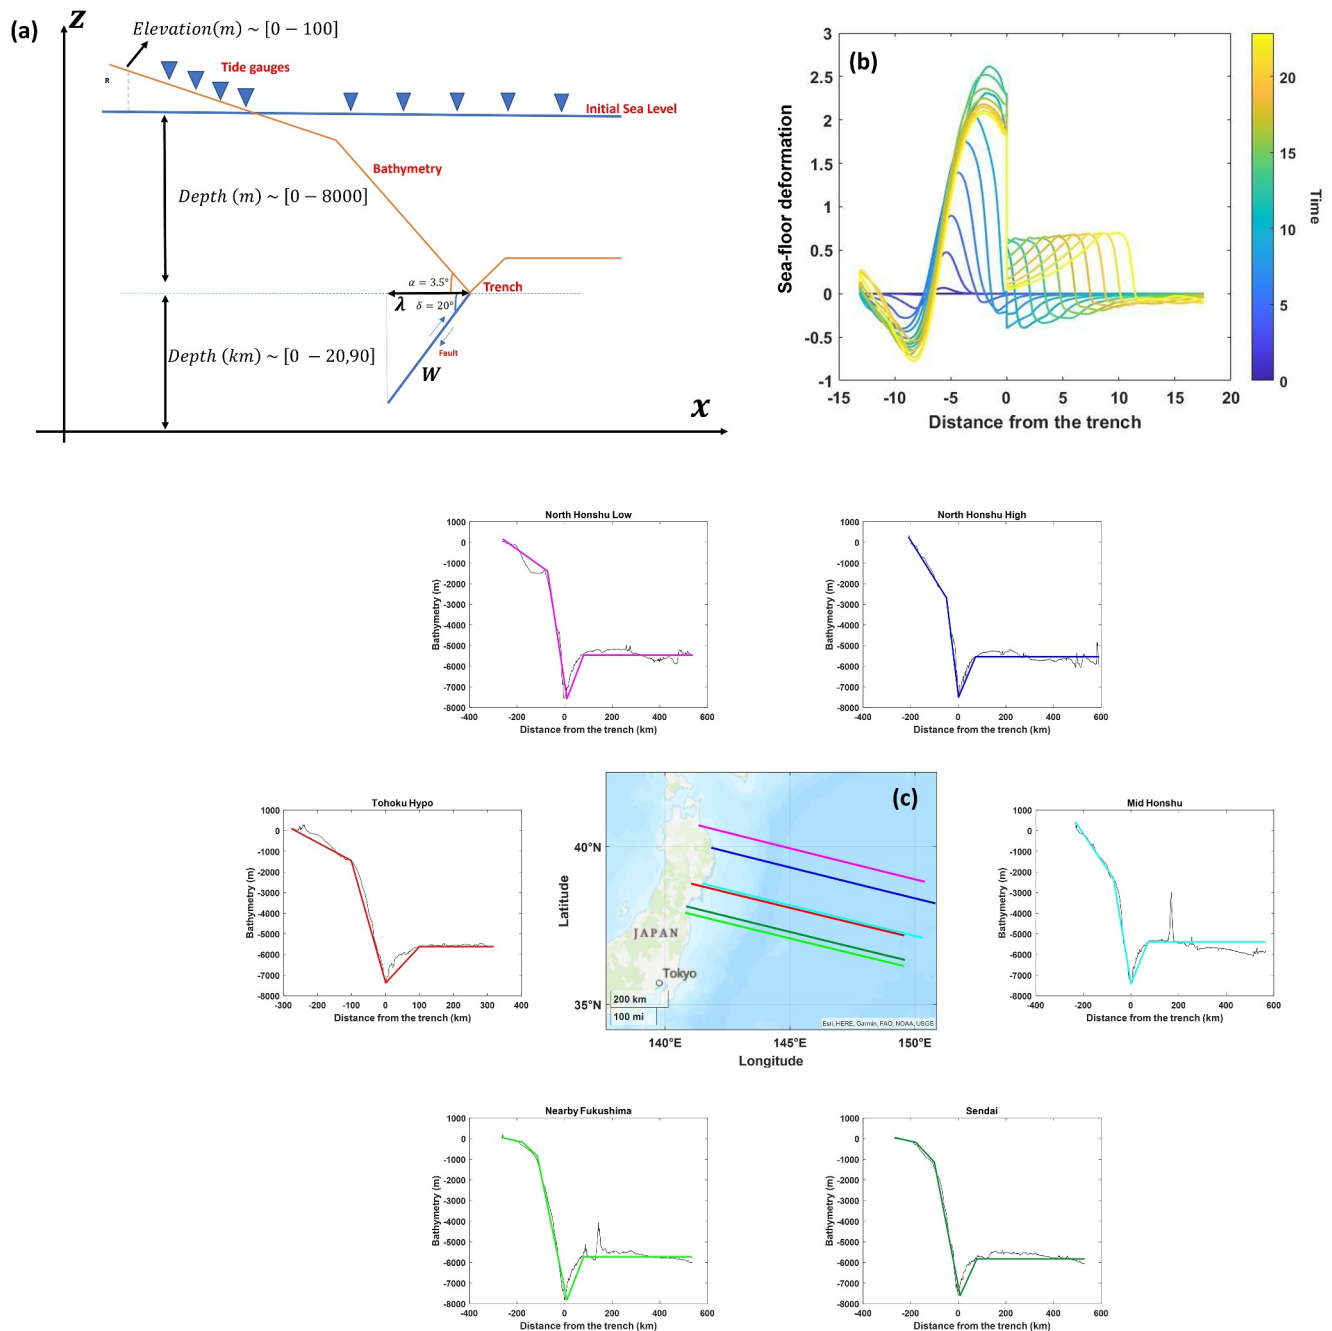 (a)
Z
Elevation(m) ~ [0 − 100]
R
Tide gauges
Initial Sea Level
Bathymetry
Depth (m) ~ [0 − 8000]
α = 3.5°
Trench
λ
δ = 20°
Fault
Depth (km) ~ [0 − 20,90]
W
x
(b)
Sea-floor deformation
3
2.5
2
1.5
1
0.5
0
-0.5
-1
-15 -10 -5 0 5 10 15 20
Distance from the trench
20
15
10
5
0
Time
North Honshu Low
Bathymetry (m)
1000
0
-1000
-2000
-3000
-4000
-5000
-6000
-7000
-8000
-400 -200 0 200 400 600
Distance from the trench (km)
North Honshu High
Bathymetry (m)
1000
0
-1000
-2000
-3000
-4000
-5000
-6000
-7000
-8000
-400 -200 0 200 400 600
Distance from the trench (km)
Tohoku Hypo
Bathymetry (m)
1000
0
-1000
-2000
-3000
-4000
-5000
-6000
-7000
-8000
-300 -200 -100 0 100 200 300 400
Distance from the trench (km)
(c)
Latitude
40°N
35°N
JAPAN
Tokyo
200 km
100 mi
Esri, HERE, Garmin, FAO, NOAA, USGS
140°E 145°E 150°E
Longitude
Mid Honshu
Bathymetry (m)
1000
0
-1000
-2000
-3000
-4000
-5000
-6000
-7000
-8000
-400 -200 0 200 400 600
Distance from the trench (km)
Nearby Fukushima
Bathymetry (m)
1000
0
-1000
-2000
-3000
-4000
-5000
-6000
-7000
-8000
-400 -200 0 200 400 600
Distance from the trench (km)
Sendai
Bathymetry (m)
1000
0
-1000
-2000
-3000
-4000
-5000
-6000
-7000
-8000
-400 -200 0 200 400 600
Distance from the trench (km)